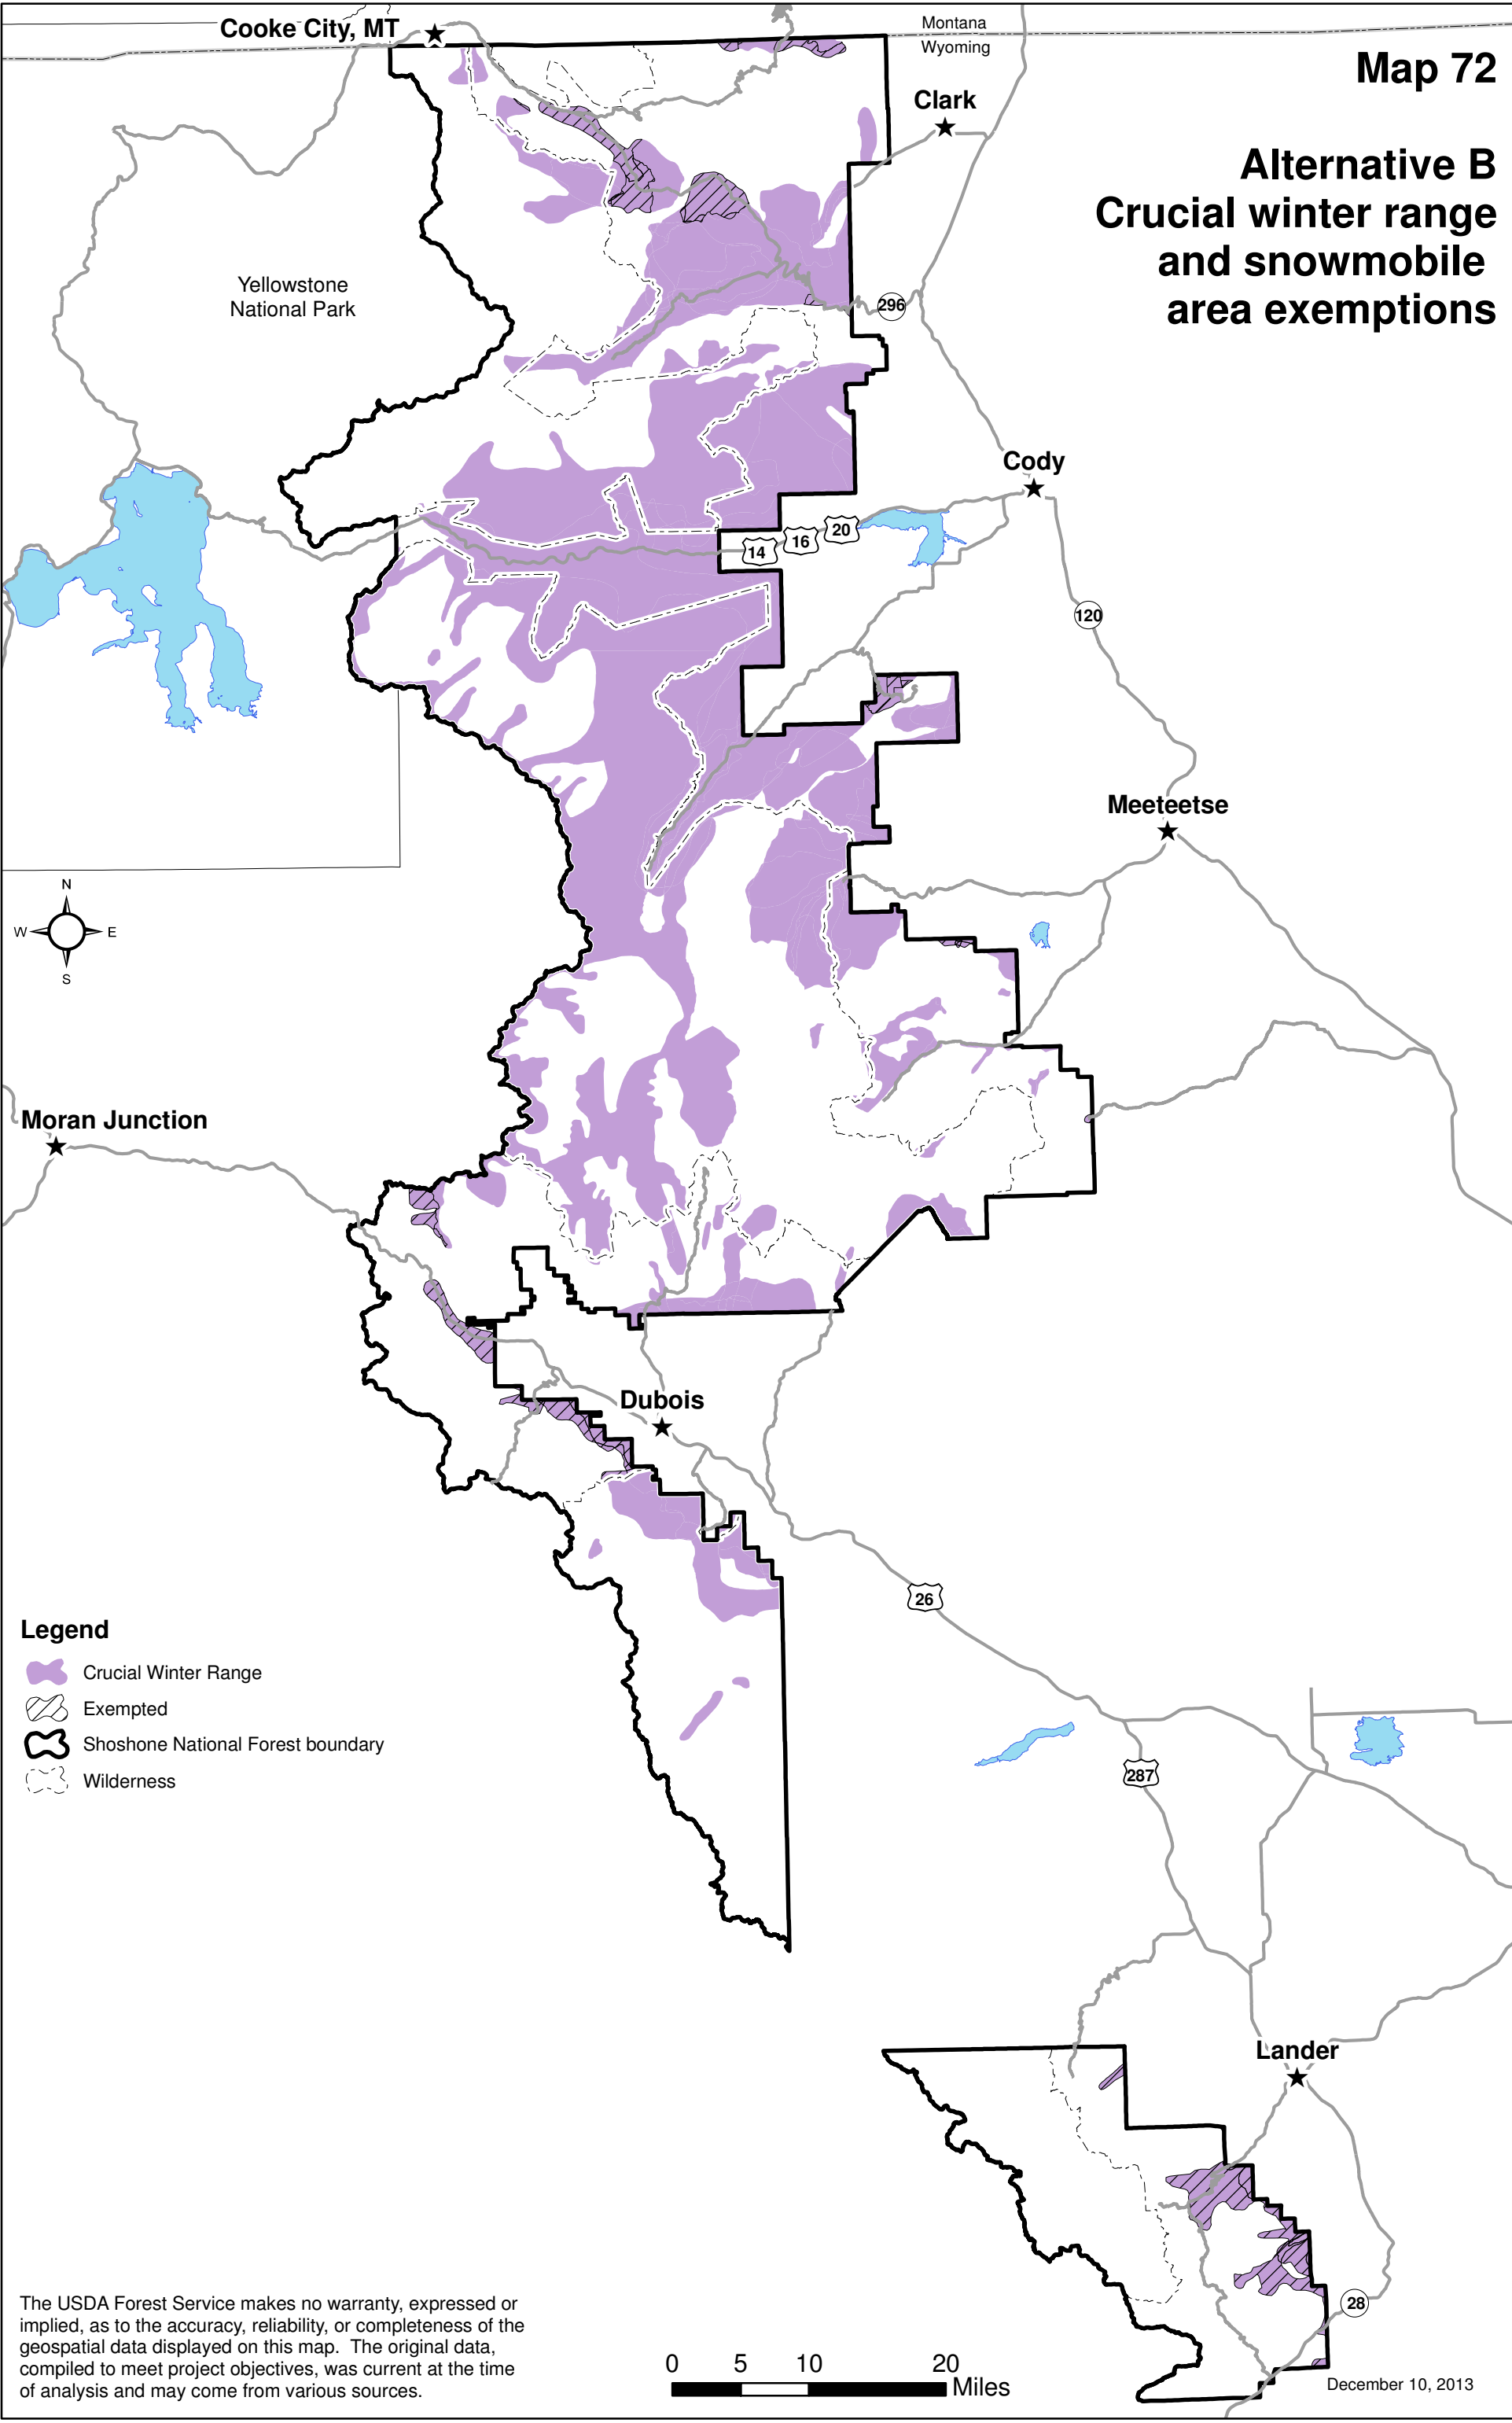 Cooke City, MT
Montana
Wyoming
Map 72
Clark
Alternative B
Crucial winter range
and snowmobile
area exemptions
Yellowstone
National Park
296
Cody
14
16
20
120
Meeteetse
N
W
E
S
Moran Junction
Dubois
26
Legend
Crucial Winter Range
Exempted
Shoshone National Forest boundary
Wilderness
287
Lander
28
The USDA Forest Service makes no warranty, expressed or
implied, as to the accuracy, reliability, or completeness of the
geospatial data displayed on this map. The original data,
compiled to meet project objectives, was current at the time
of analysis and may come from various sources.
0 5 10 20
Miles
December 10, 2013